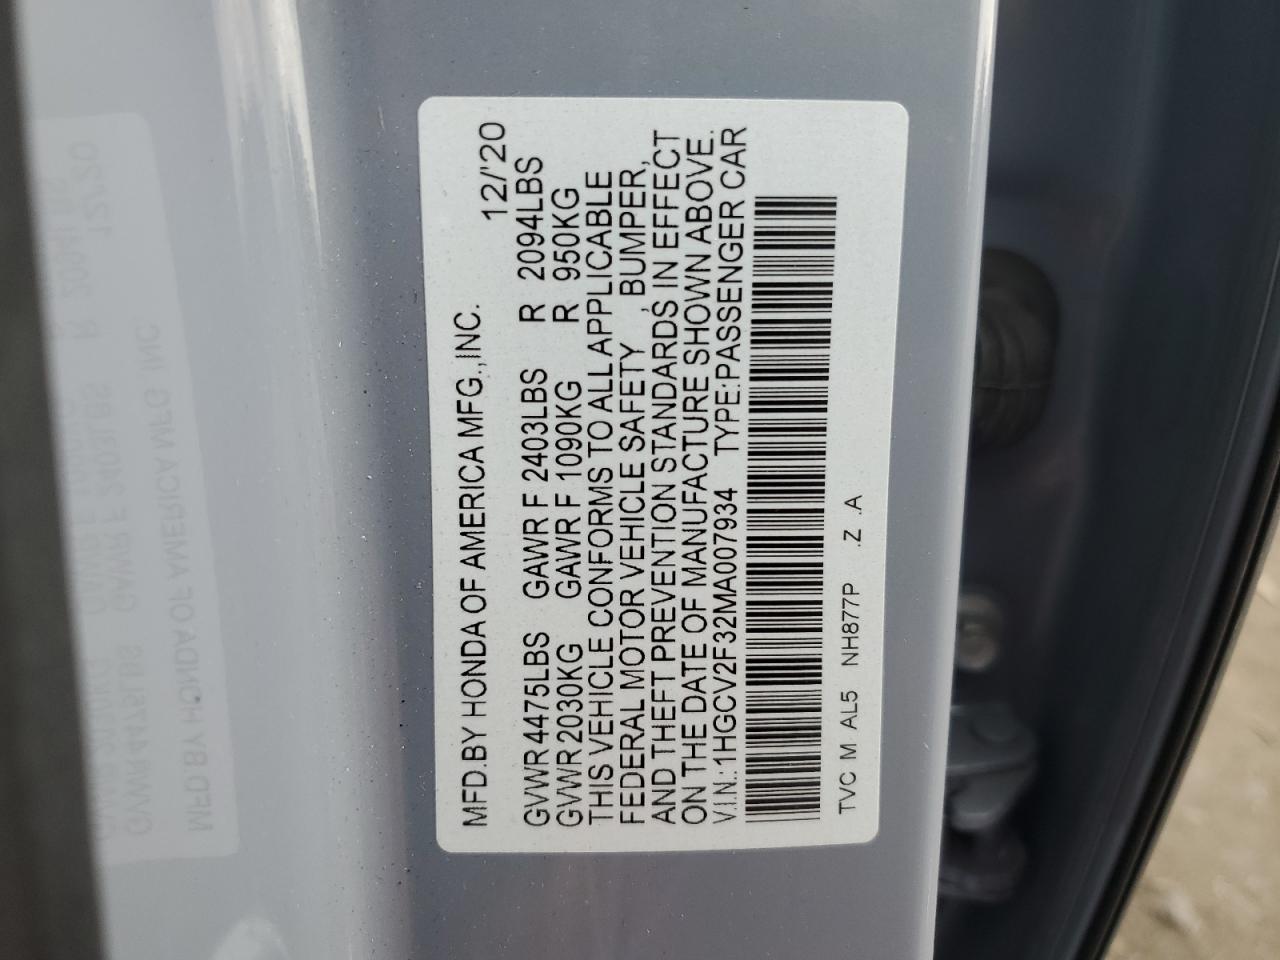 MFD.BY HONDA OF AMERICA MFG.,INC. 12/'20
GVWR 4475LBS GAWR F 2403LBS R 2094LBS
GVWR 2030KG GAWR F 1090KG R 950KG
THIS VEHICLE CONFORMS TO ALL APPLICABLE
FEDERAL MOTOR VEHICLE SAFETY , BUMPER,
AND THEFT PREVENTION STANDARDS IN EFFECT
ON THE DATE OF MANUFACTURE SHOWN ABOVE.
V.I.N.:1HGCV2F32MA007934 TYPE:PASSENGER CAR
TVC M AL5 NH877P .Z .A